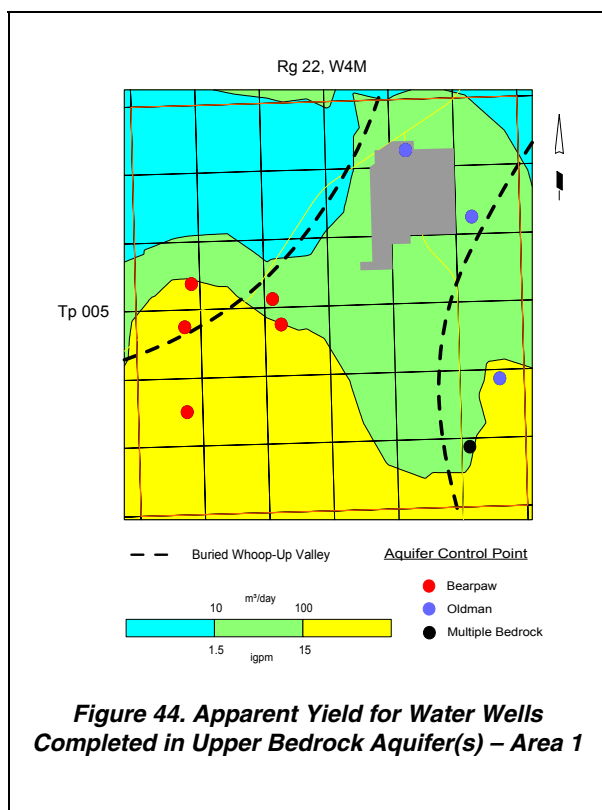 Rg 22, W4M
Tp 005
Buried Whoop-Up Valley
Aquifer Control Point
Bearpaw
Oldman
Multiple Bedrock
m³/day
10 100
1.5 15
igpm
Figure 44. Apparent Yield for Water Wells
Completed in Upper Bedrock Aquifer(s) – Area 1